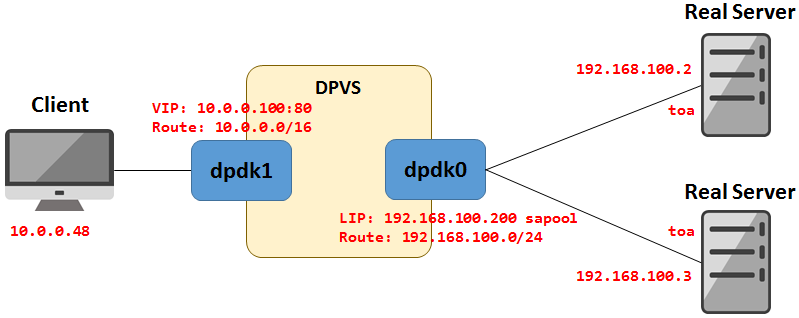 Real Server
DPVS
192.168.100.2
Client
VIP: 10.0.0.100:80
toa
Route: 10.0.0.0/16
dpdk1
dpdk0
Real Server
LIP: 192.168.100.200 sapool
10.0.0.48
toa
Route: 192.168.100.0/24
192.168.100.3